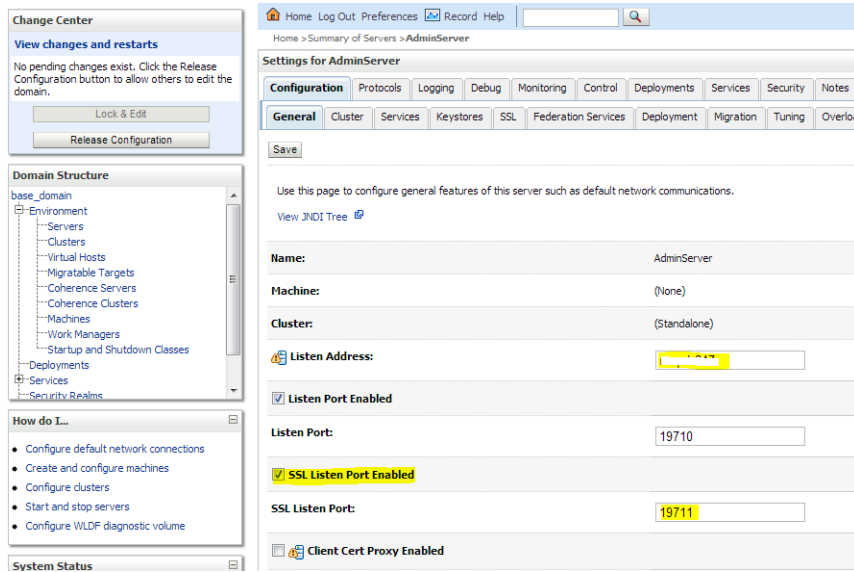 Change Center
View changes and restarts
No pending changes exist. Click the Release
Configuration button to allow others to edit the
domain.
Lock & Edit
Release Configuration
Domain Structure
base_domain
Environment
Servers
Clusters
Virtual Hosts
Migratable Targets
Coherence Servers
Coherence Clusters
Machines
Work Managers
Startup and Shutdown Classes
Deployments
Services
Security Realms
How do I...
Configure default network connections
Create and configure machines
Configure clusters
Start and stop servers
Configure WLDF diagnostic volume
System Status
Home Log Out Preferences Record Help
Home >Summary of Servers >AdminServer
Settings for AdminServer
Configuration Protocols Logging Debug Monitoring Control Deployments Services Security Notes
General Cluster Services Keystores SSL Federation Services Deployment Migration Tuning
Save
Use this page to configure general features of this server such as default network communications.
View JNDI Tree
Name: AdminServer
Machine: (None)
Cluster: (Standalone)
Listen Address:
Listen Port Enabled
Listen Port: 19710
SSL Listen Port Enabled
SSL Listen Port: 19711
Client Cert Proxy Enabled